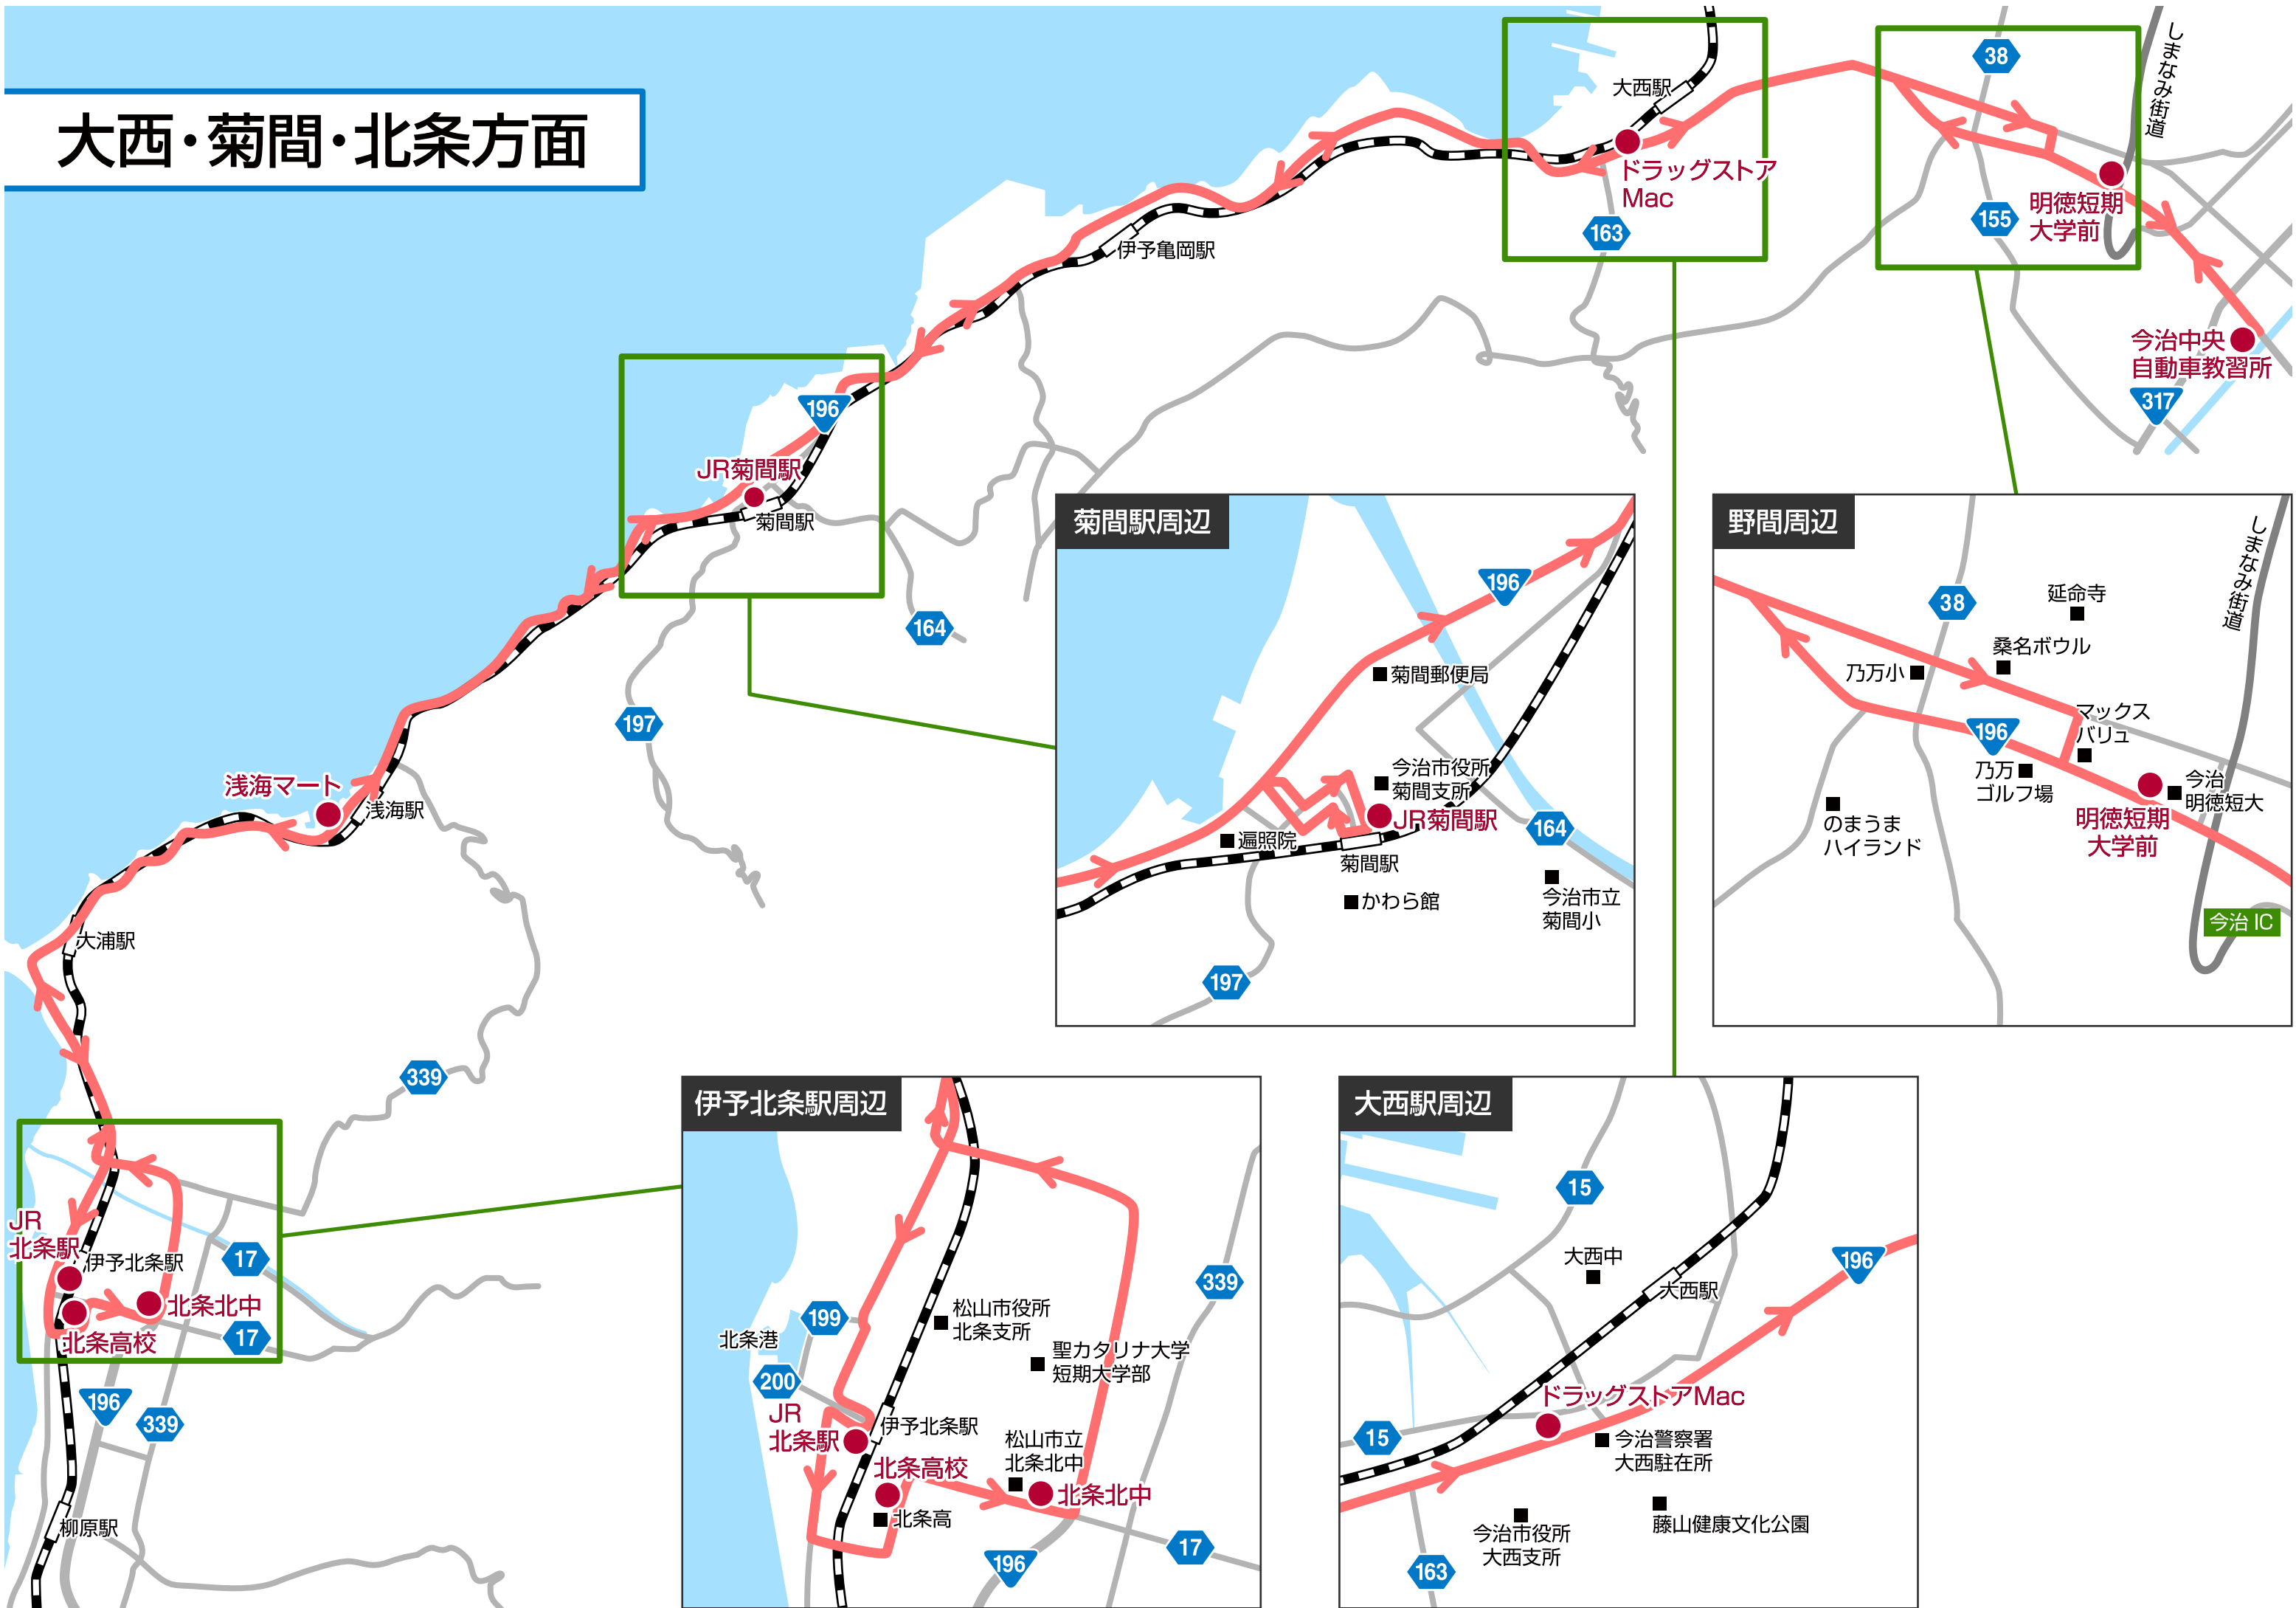 大西・菊間・北条方面
38
しまなみ街道
大西駅
ドラッグストア
Mac
163
155
明徳短期
大学前
伊予亀岡駅
今治中央
自動車教習所
317
196
JR菊間駅
菊間駅
164
197
浅海マート
浅海駅
大浦駅
339
JR
北条駅
伊予北条駅
17
北条北中
北条高校
17
196
339
柳原駅
菊間駅周辺
196
菊間郵便局
今治市役所
菊間支所
JR菊間駅
遍照院
菊間駅
164
かわら館
今治市立
菊間小
197
野間周辺
しまなみ街道
38
延命寺
桑名ボウル
乃万小
マックス
バリュ
196
乃万
ゴルフ場
今治
明徳短大
のまうま
ハイランド
明徳短期
大学前
今治 IC
伊予北条駅周辺
339
199
松山市役所
北条支所
北条港
聖カタリナ大学
短期大学部
200
JR
北条駅
伊予北条駅
松山市立
北条北中
北条高校
北条北中
北条高
17
196
大西駅周辺
15
大西中
196
大西駅
ドラッグストアMac
15
今治警察署
大西駐在所
今治市役所
大西支所
藤山健康文化公園
163